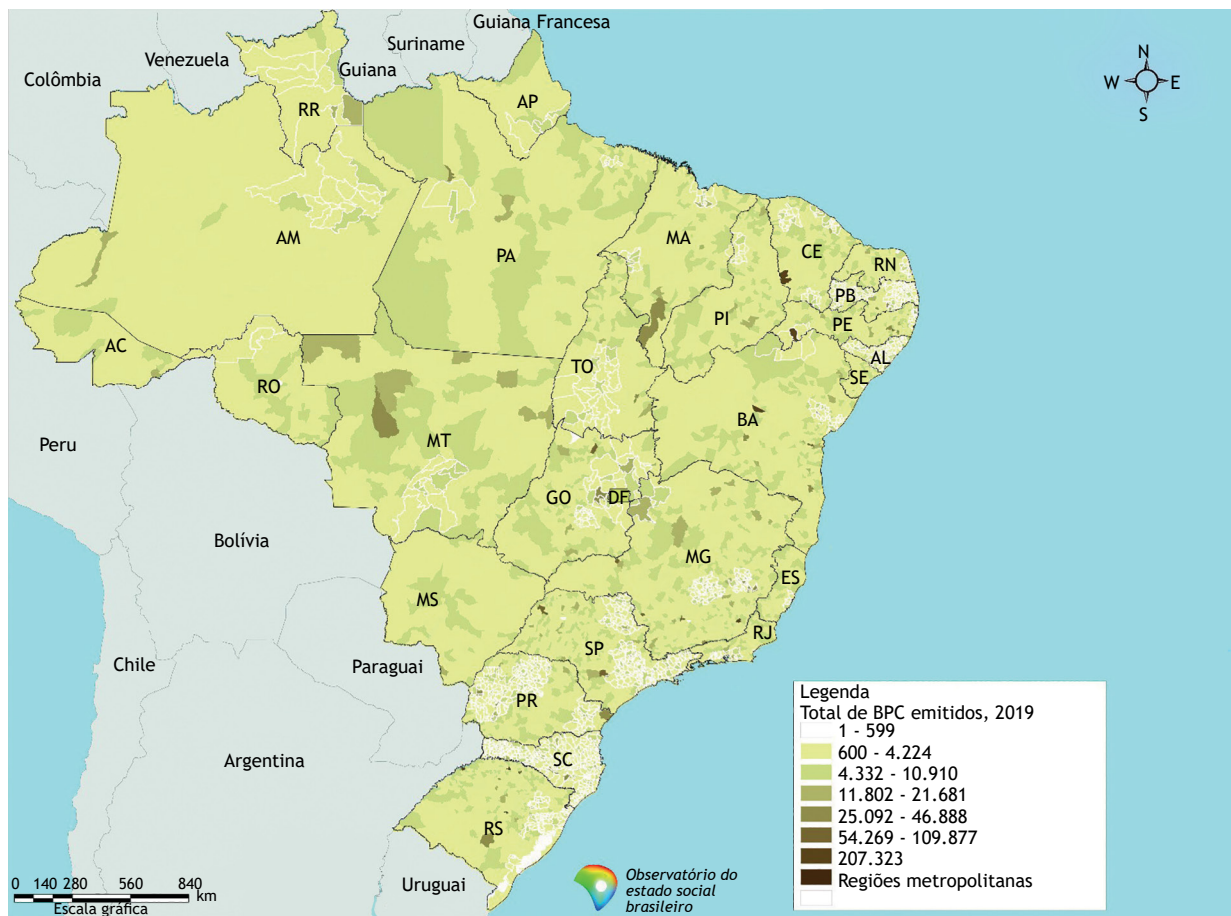 Guiana Francesa
Suriname
Venezuela
Guiana
Colômbia
N
W
E
S
RR
AP
AM
PA
MA
CE
RN
PB
PE
PI
AL
SE
AC
RO
TO
BA
MT
Peru
GO
DF
Bolívia
MG
ES
MS
RJ
SP
Chile
Paraguai
PR
SC
Argentina
RS
Uruguai
Legenda
Total de BPC emitidos, 2019
1 - 599
600 - 4.224
4.332 - 10.910
11.802 - 21.681
25.092 - 46.888
54.269 - 109.877
207.323
Regiões metropolitanas
0 140 280 560 840
km
Escala gráfica
Observatório do
estado social
brasileiro